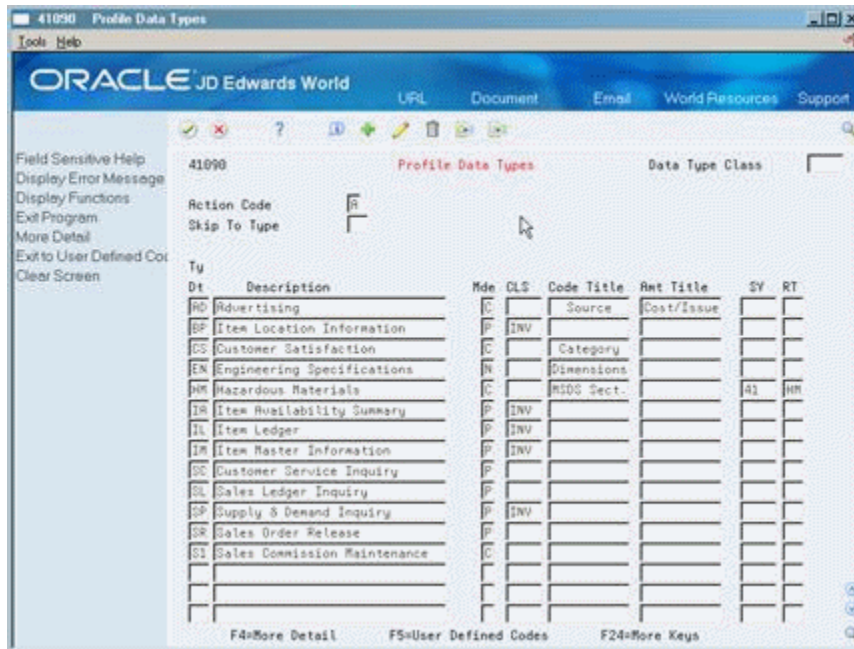 41090 Profile Data Types
Tools Help
ORACLE JD Edwards World
URL Document Email World Resources Support
Field Sensitive Help
Display Error Message
Display Functions
Exit Program
More Detail
Exit to User Defined Cod
Clear Screen
41090 Profile Data Types Data Type Class
Action Code A
Skip To Type
Ty
Dt Description Mde CLS Code Title Amt Title SY RT
AD Advertising C Source Cost/Issue
BP Item Location Information P INV
CS Customer Satisfaction C Category
EN Engineering Specifications N Dimensions
HM Hazardous Materials C MSDS Sect. 41 HM
IA Item Availability Summary P INV
IL Item Ledger P INV
IM Item Master Information P INV
SC Customer Service Inquiry P
SL Sales Ledger Inquiry P
SP Supply & Demand Inquiry P INV
SR Sales Order Release P
S1 Sales Commission Maintenance C
F4=More Detail F5=User Defined Codes F24=More Keys